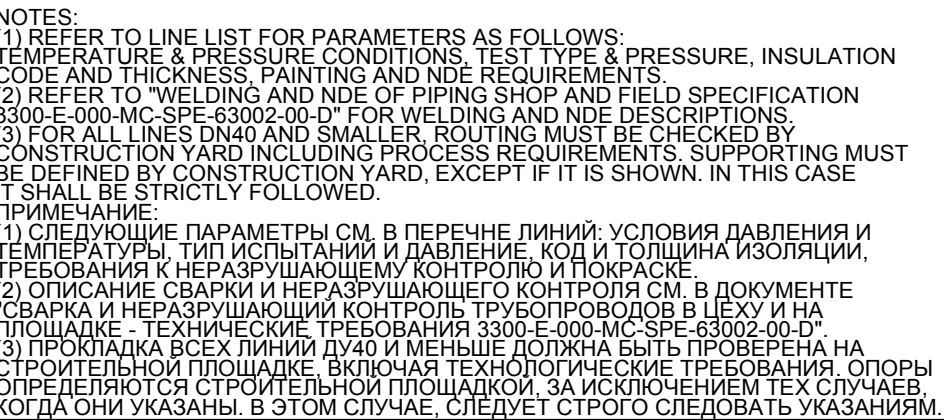 NOTES:
(1) REFER TO LINE LIST FOR PARAMETERS AS FOLLOWS:
TEMPERATURE & PRESSURE CONDITIONS, TEST TYPE & PRESSURE, INSULATION
CODE AND THICKNESS, PAINTING AND NDE REQUIREMENTS.
(2) REFER TO "WELDING AND NDE OF PIPING SHOP AND FIELD SPECIFICATION
3300-E-000-MC-SPE-63002-00-D" FOR WELDING AND NDE DESCRIPTIONS.
(3) FOR ALL LINES DN40 AND SMALLER, ROUTING MUST BE CHECKED BY
CONSTRUCTION YARD INCLUDING PROCESS REQUIREMENTS. SUPPORTING MUST
BE DEFINED BY CONSTRUCTION YARD, EXCEPT IF IT IS SHOWN. IN THIS CASE
IT SHALL BE STRICTLY FOLLOWED.
ПРИМЕЧАНИЕ:
(1) СЛЕДУЮЩИЕ ПАРАМЕТРЫ СМ. В ПЕРЕЧНЕ ЛИНИЙ: УСЛОВИЯ ДАВЛЕНИЯ И
ТЕМПЕРАТУРЫ, ТИП ИСПЫТАНИЙ И ДАВЛЕНИЕ, КОД И ТОЛЩИНА ИЗОЛЯЦИИ,
ТРЕБОВАНИЯ К НЕРАЗРУШАЮЩЕМУ КОНТРОЛЮ И ПОКРАСКЕ.
(2) ОПИСАНИЕ СВАРКИ И НЕРАЗРУШАЮЩЕГО КОНТРОЛЯ СМ. В ДОКУМЕНТЕ
"СВАРКА И НЕРАЗРУШАЮЩИЙ КОНТРОЛЬ ТРУБОПРОВОДОВ В ЦЕХУ И НА
ПЛОЩАДКЕ - ТЕХНИЧЕСКИЕ ТРЕБОВАНИЯ 3300-E-000-MC-SPE-63002-00-D".
(3) ПРОКЛАДКА ВСЕХ ЛИНИЙ ДУ40 И МЕНЬШЕ ДОЛЖНА БЫТЬ ПРОВЕРЕНА НА
СТРОИТЕЛЬНОЙ ПЛОЩАДКЕ, ВКЛЮЧАЯ ТЕХНОЛОГИЧЕСКИЕ ТРЕБОВАНИЯ. ОПОРЫ
ОПРЕДЕЛЯЮТСЯ СТРОИТЕЛЬНОЙ ПЛОЩАДКОЙ, ЗА ИСКЛЮЧЕНИЕМ ТЕХ СЛУЧАЕВ,
КОГДА ОНИ УКАЗАНЫ. В ЭТОМ СЛУЧАЕ, СЛЕДУЕТ СТРОГО СЛЕДОВАТЬ УКАЗАНИЯМ.